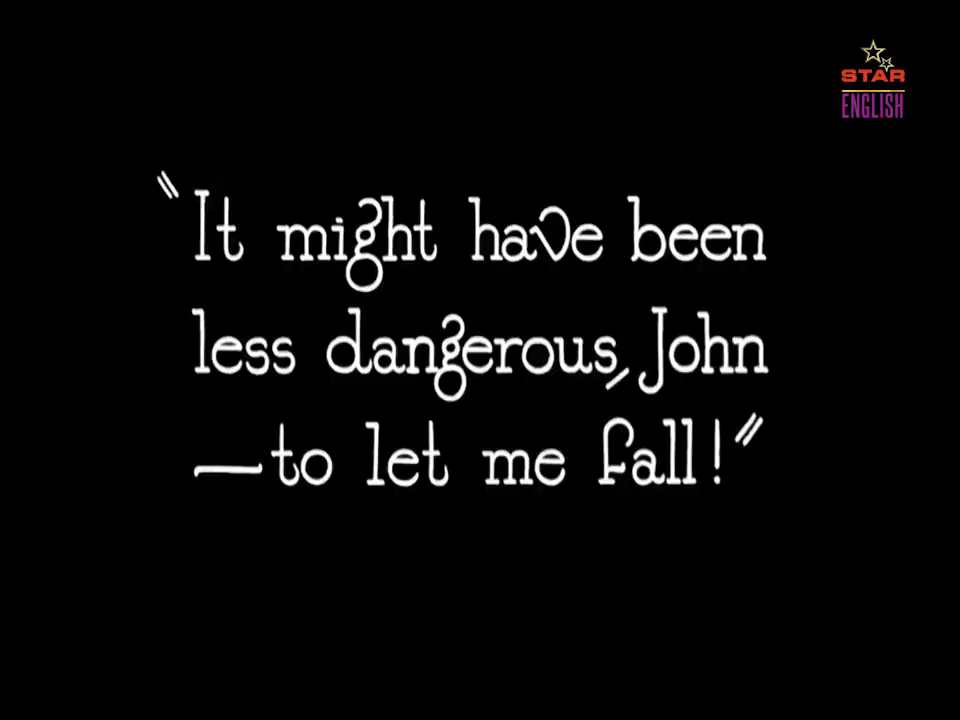 STAR
ENGLISH
"It might have been
less dangerous, John
—to let me fall!"